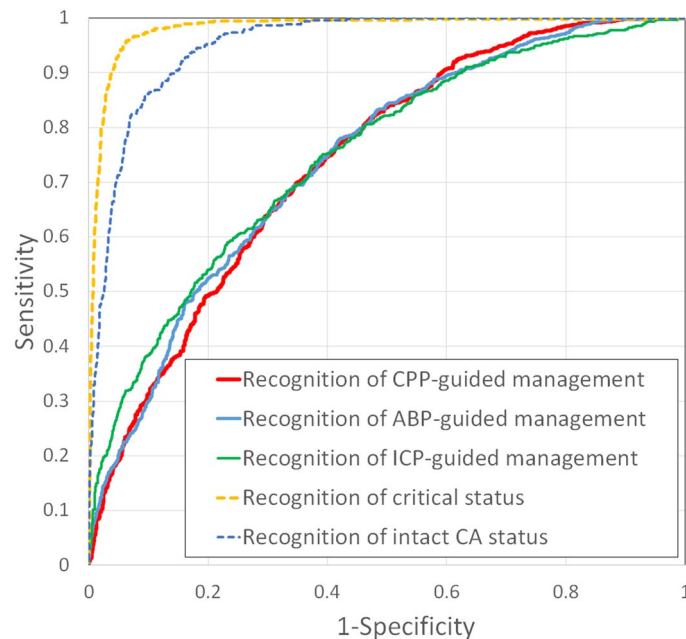 1
0.9
0.8
0.7
0.6
0.5
0.4
0.3
0.2
0.1
0
Sensitivity
Recognition of CPP-guided management
Recognition of ABP-guided management
Recognition of ICP-guided management
Recognition of critical status
Recognition of intact CA status
0 0.2 0.4 0.6 0.8 1
1-Specificity